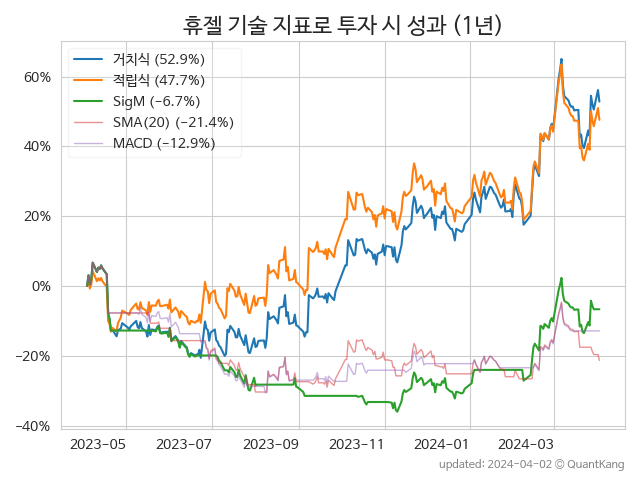 휴젤 기술 지표로 투자 시 성과 (1년)
거치식 (52.9%)
적립식 (47.7%)
SigM (−6.7%)
SMA(20) (−21.4%)
MACD (−12.9%)
60%
40%
20%
0%
−20%
−40%
2023-05 2023-07 2023-09 2023-11 2024-01 2024-03
updated: 2024-04-02 © QuantKang